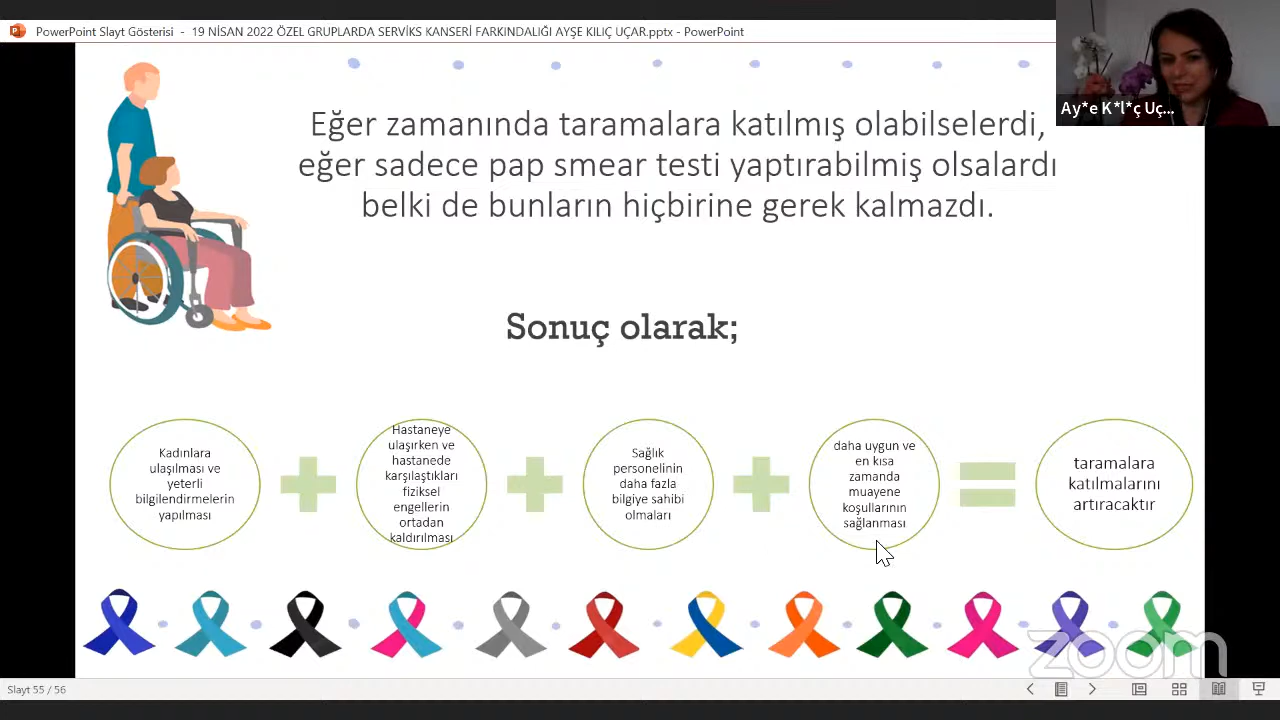 PowerPoint Slayt Gösterisi - 19 NİSAN 2022 ÖZEL GRUPLARDA SERVİKS KANSERİ FARKINDALIĞI AYŞE KILIÇ UÇAR.pptx - PowerPoint
Ay*e K*l*ç Uç...
Eğer zamanında taramalara katılmış olabilselerdi,
eğer sadece pap smear testi yaptırabilmiş olsalardı
belki de bunların hiçbirine gerek kalmazdı.
Sonuç olarak;
Kadınlara
ulaşılması ve
yeterli
bilgilendirmelerin
yapılması
Hastaneye
ulaşırken ve
hastanede
karşılaştıkları
fiziksel
engellerin
ortadan
kaldırılması
Sağlık
personelinin
daha fazla
bilgiye sahibi
olmaları
daha uygun ve
en kısa
zamanda
muayene
koşullarının
sağlanması
taramalara
katılmalarını
artıracaktır
zoom
Slayt 55 / 56